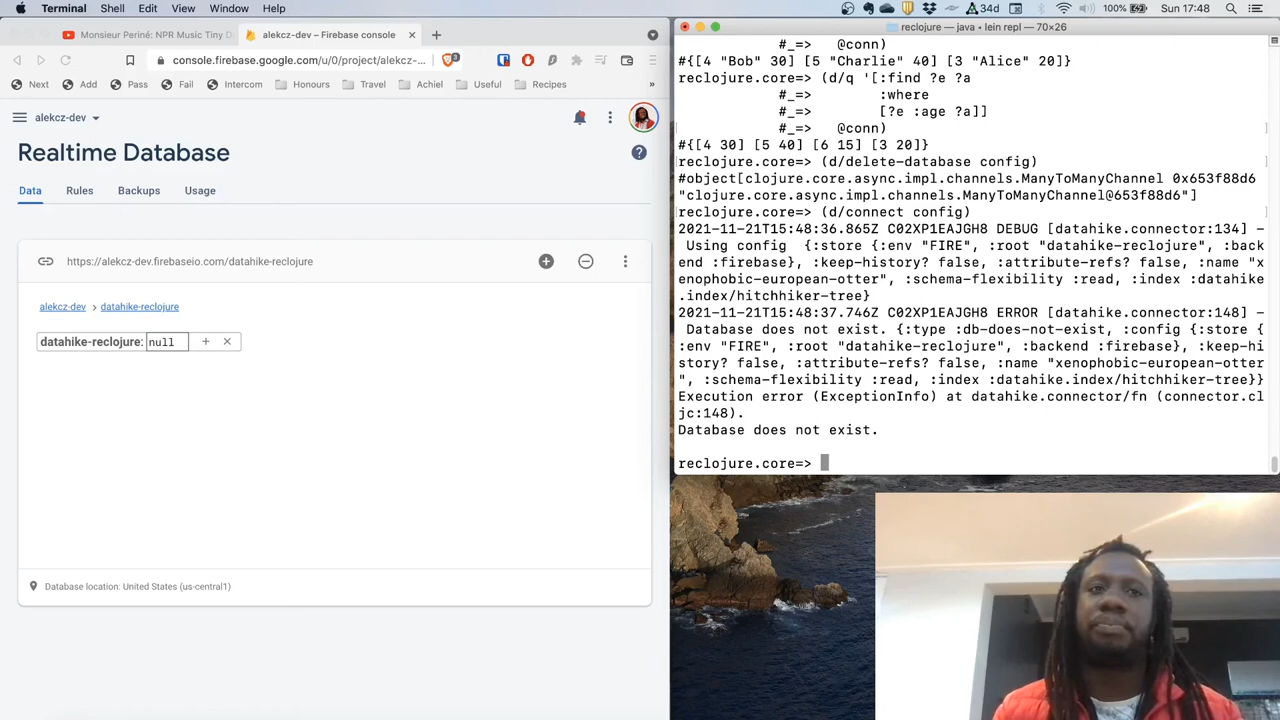 Terminal Shell Edit View Window Help
34d 100% Sun 17:48
Monsieur Periné: NPR Music Tiny D
alekcz-dev – Firebase console
console.firebase.google.com/u/0/project/alekcz-...
3
Next Add Pass Fail Intercom Honours Travel Achiel Useful Recipes »
alekcz-dev
Realtime Database
Data Rules Backups Usage
https://alekcz-dev.firebaseio.com/datahike-reclojure
alekcz-dev > datahike-reclojure
datahike-reclojure: null + ×
Database location: United States (us-central1)
reclojure — java • lein repl — 70×26
#_=> @conn)
#{[4 "Bob" 30] [5 "Charlie" 40] [3 "Alice" 20]}
reclojure.core=> (d/q '[:find ?e ?a
#_=> :where
#_=> [?e :age ?a]]
#_=> @conn)
#{[4 30] [5 40] [6 15] [3 20]}
reclojure.core=> (d/delete-database config)
#object[clojure.core.async.impl.channels.ManyToManyChannel 0x653f88d6
"clojure.core.async.impl.channels.ManyToManyChannel@653f88d6"]
reclojure.core=> (d/connect config)
2021-11-21T15:48:36.865Z C02XP1EAJGH8 DEBUG [datahike.connector:134] -
Using config {:store {:env "FIRE", :root "datahike-reclojure", :back
end :firebase}, :keep-history? false, :attribute-refs? false, :name "x
enophobic-european-otter", :schema-flexibility :read, :index :datahike
.index/hitchhiker-tree}
2021-11-21T15:48:37.746Z C02XP1EAJGH8 ERROR [datahike.connector:148] -
Database does not exist. {:type :db-does-not-exist, :config {:store {
:env "FIRE", :root "datahike-reclojure", :backend :firebase}, :keep-hi
story? false, :attribute-refs? false, :name "xenophobic-european-otter
", :schema-flexibility :read, :index :datahike.index/hitchhiker-tree}}
Execution error (ExceptionInfo) at datahike.connector/fn (connector.cl
jc:148).
Database does not exist.
reclojure.core=>